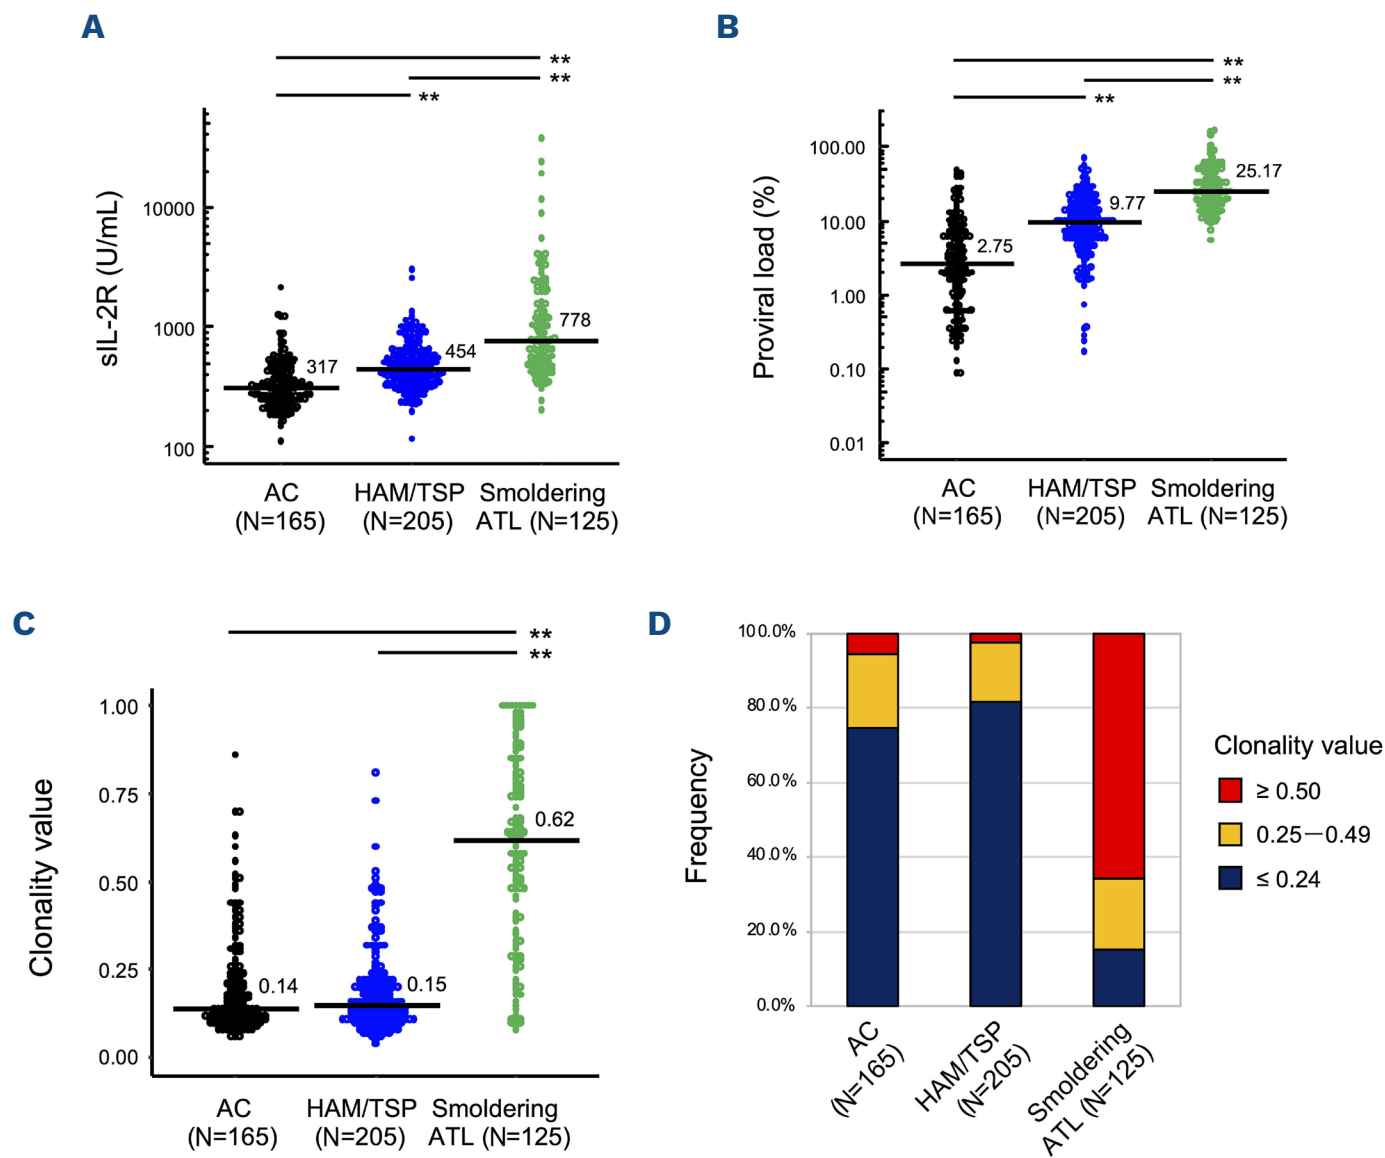 A
**
**
**
sIL-2R (U/mL)
10000
1000
100
317
454
778
AC
(N=165)
HAM/TSP
(N=205)
Smoldering
ATL (N=125)
B
**
**
**
Proviral load (%)
100.00
10.00
1.00
0.10
0.01
2.75
9.77
25.17
AC
(N=165)
HAM/TSP
(N=205)
Smoldering
ATL (N=125)
C
**
**
Clonality value
1.00
0.75
0.50
0.25
0.00
0.14
0.15
0.62
AC
(N=165)
HAM/TSP
(N=205)
Smoldering
ATL (N=125)
D
Frequency
100.0%
80.0%
60.0%
40.0%
20.0%
0.0%
AC
(N=165)
HAM/TSP
(N=205)
Smoldering
ATL (N=125)
Clonality value
≥ 0.50
0.25—0.49
≤ 0.24